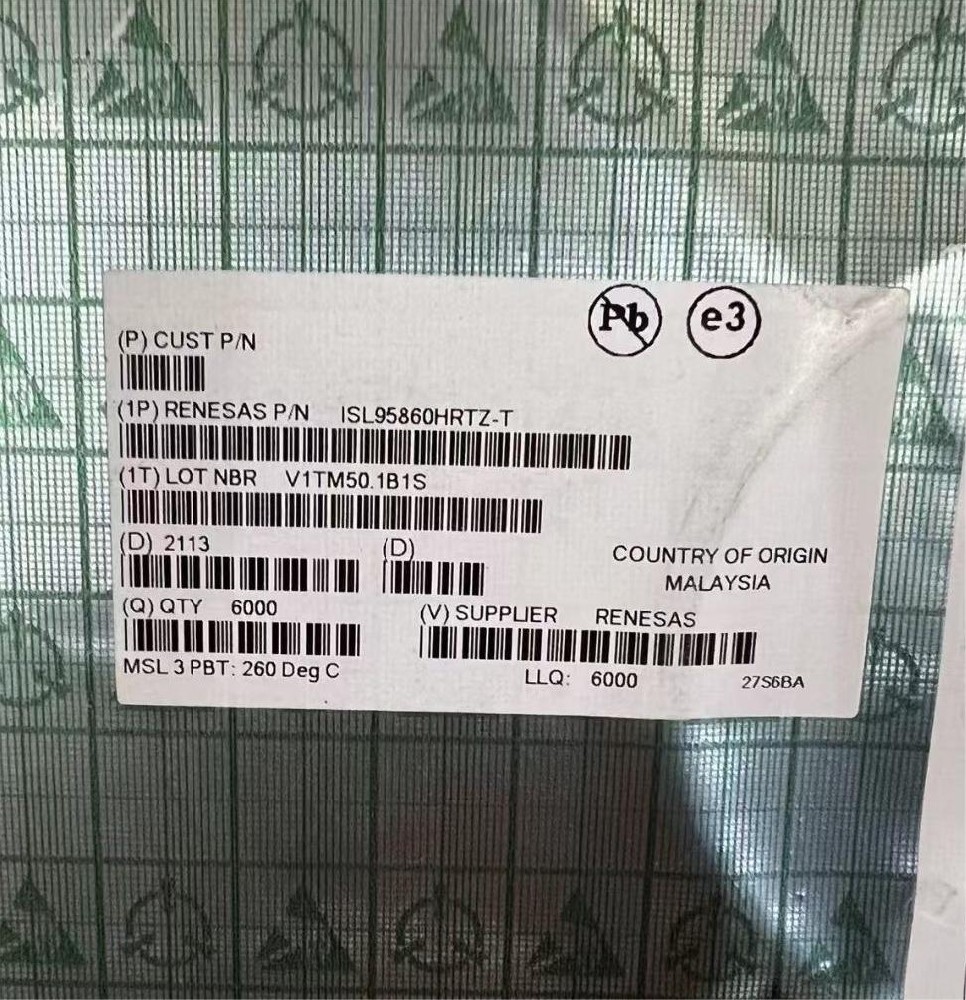 Pb e3
(P) CUST P/N
(1P) RENESAS P/N ISL95860HRTZ-T
(1T) LOT NBR V1TM50.1B1S
(D) 2113 (D)
COUNTRY OF ORIGIN
MALAYSIA
(Q) QTY 6000 (V) SUPPLIER RENESAS
MSL 3 PBT: 260 Deg C LLQ: 6000 27S6BA